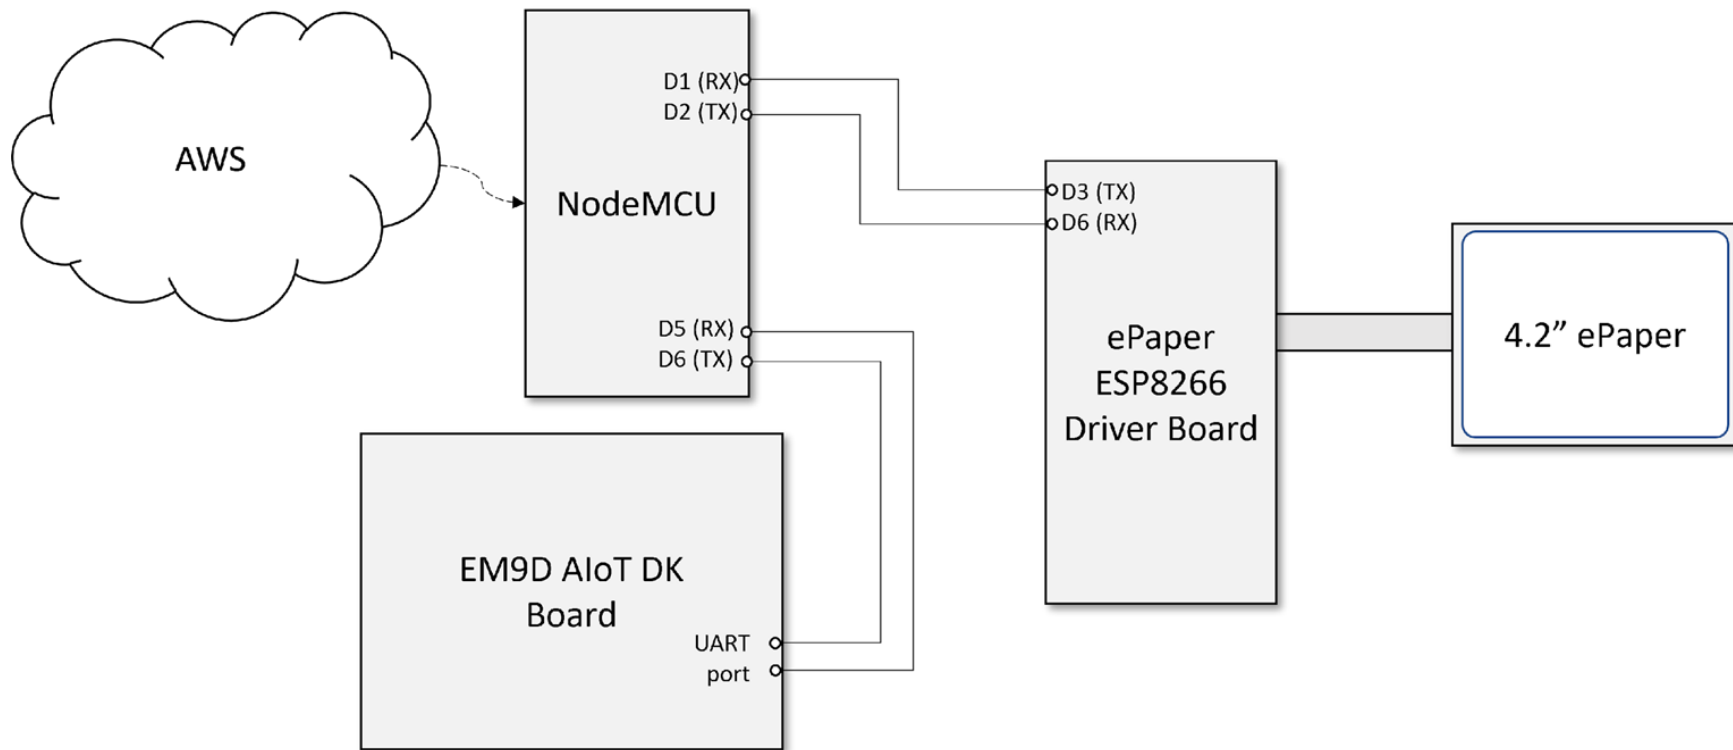 AWS
NodeMCU
D1 (RX)
D2 (TX)
D5 (RX)
D6 (TX)
D3 (TX)
D6 (RX)
ePaper
ESP8266
Driver Board
4.2” ePaper
EM9D AIoT DK
Board
UART
port